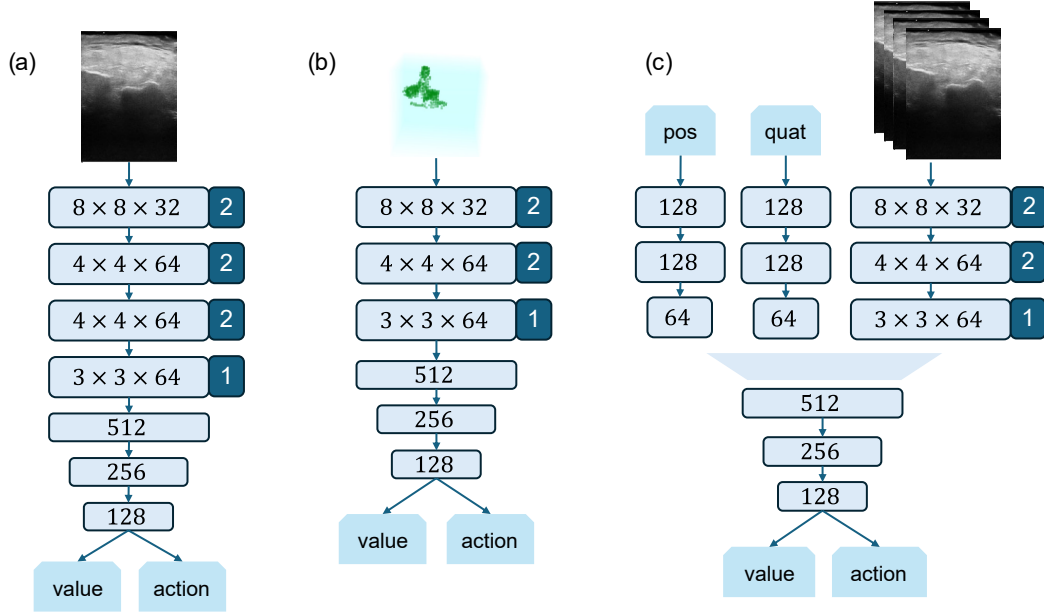 (a)
8 × 8 × 32 2
4 × 4 × 64 2
4 × 4 × 64 2
3 × 3 × 64 1
512
256
128
value action
(b)
8 × 8 × 32 2
4 × 4 × 64 2
3 × 3 × 64 1
512
256
128
value action
(c)
pos quat
128 128 8 × 8 × 32 2
128 128 4 × 4 × 64 2
64 64 3 × 3 × 64 1
512
256
128
value action